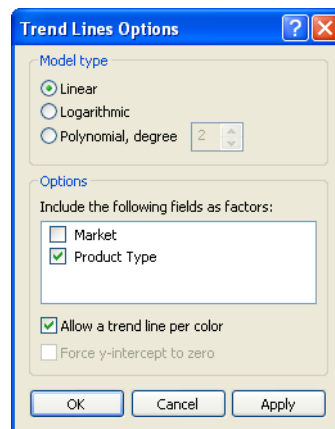 Trend Lines Options
Model type
Linear
Logarithmic
Polynomial, degree 2
Options
Include the following fields as factors:
Market
Product Type
Allow a trend line per color
Force y-intercept to zero
OK Cancel Apply